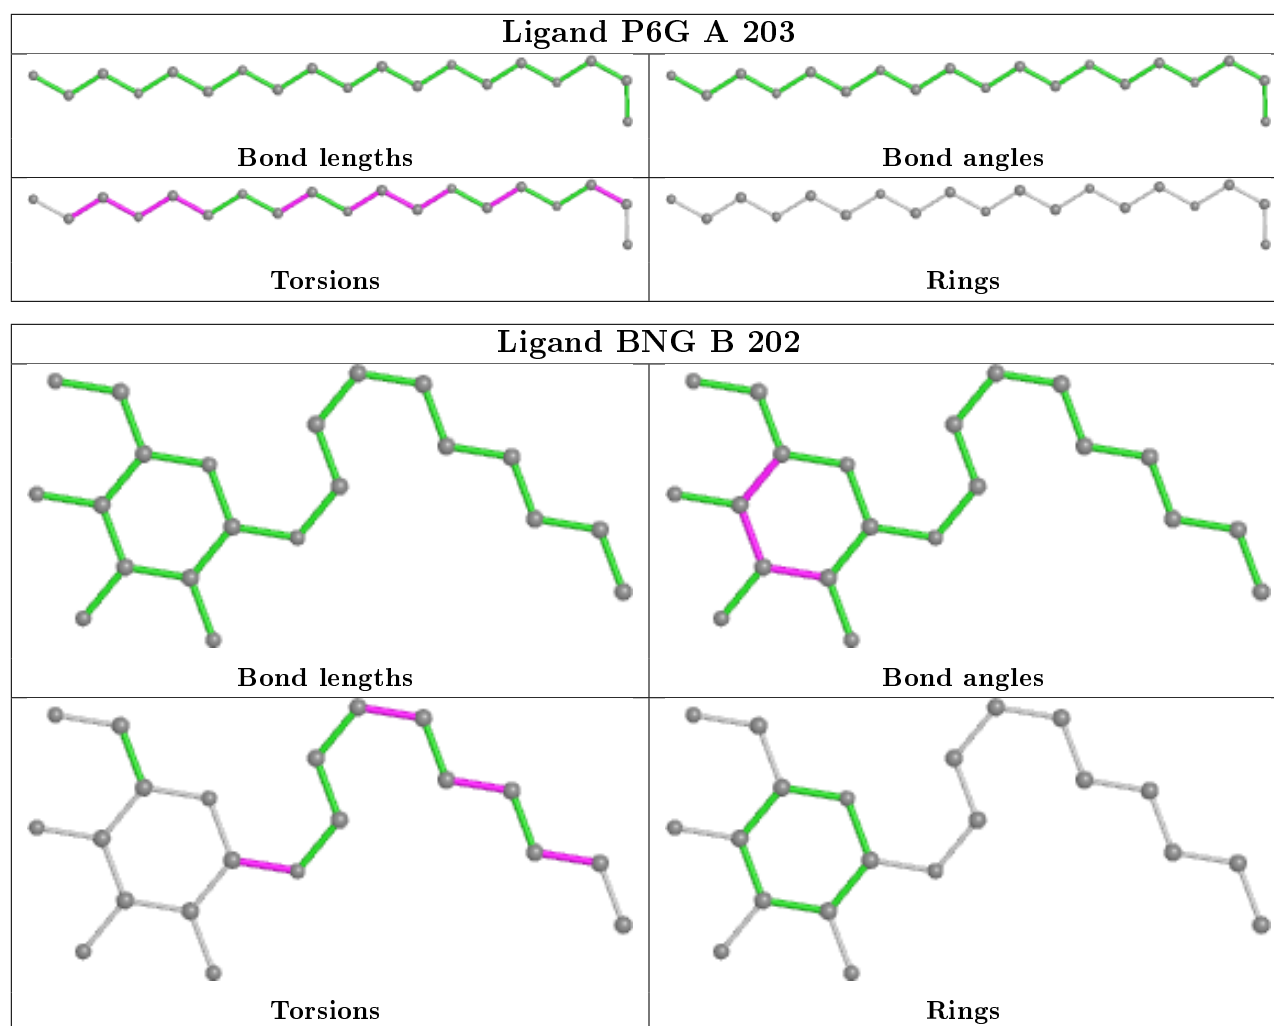 Ligand P6G A 203
Bond lengths
Bond angles
Torsions
Rings
Ligand BNG B 202
Bond lengths
Bond angles
Torsions
Rings